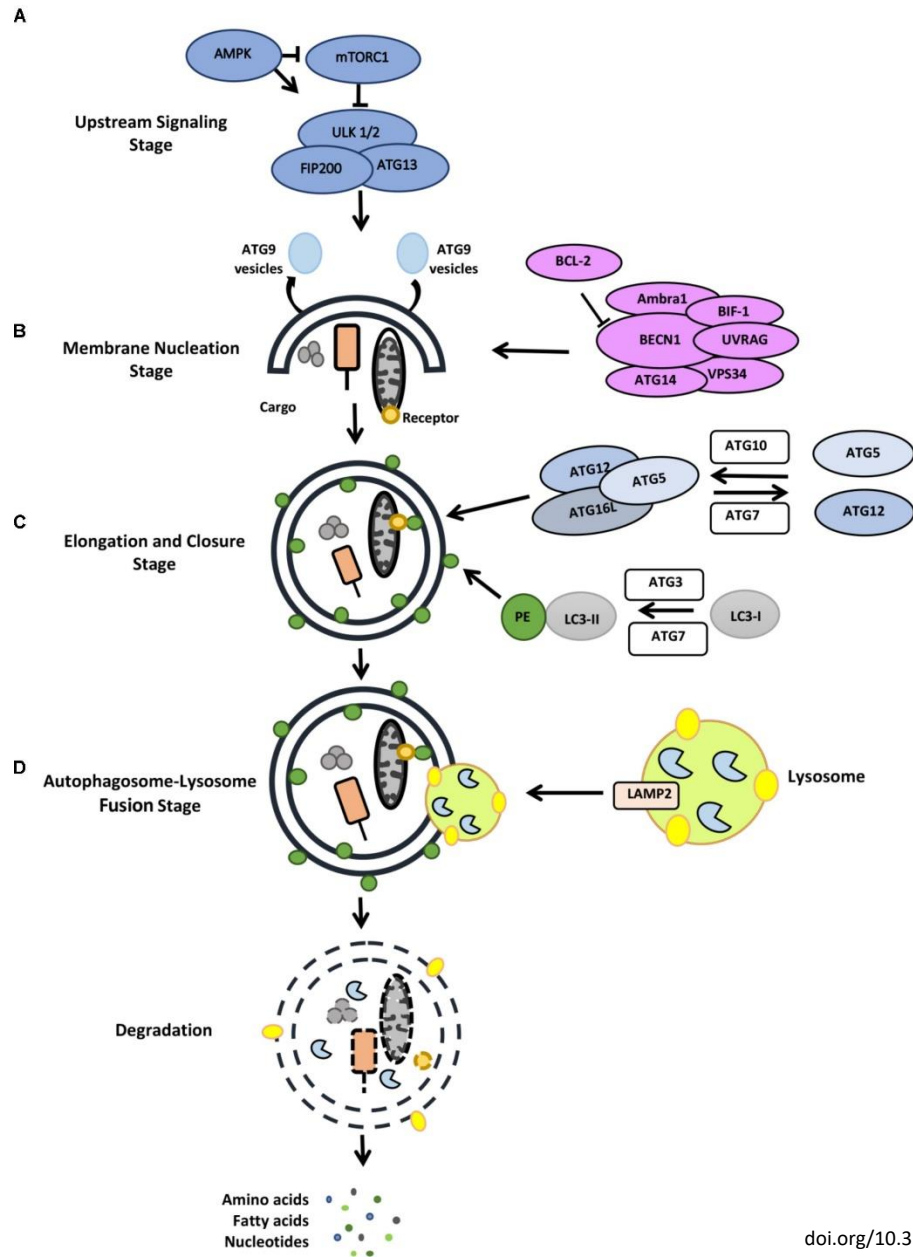 A
AMPK
mTORC1
Upstream Signaling
Stage
ULK 1/2
FIP200
ATG13
ATG9
vesicles
ATG9
vesicles
BCL-2
Ambra1
BIF-1
B
BECN1
UVRAG
Membrane Nucleation
Stage
ATG14
VPS34
Cargo
Receptor
ATG10
ATG5
ATG12
ATG5
ATG16L
C
ATG7
ATG12
Elongation and Closure
Stage
ATG3
PE
LC3-II
LC3-I
ATG7
D
Autophagosome-Lysosome
Fusion Stage
LAMP2
Lysosome
Degradation
Amino acids
Fatty acids
Nucleotides
doi.org/10.3